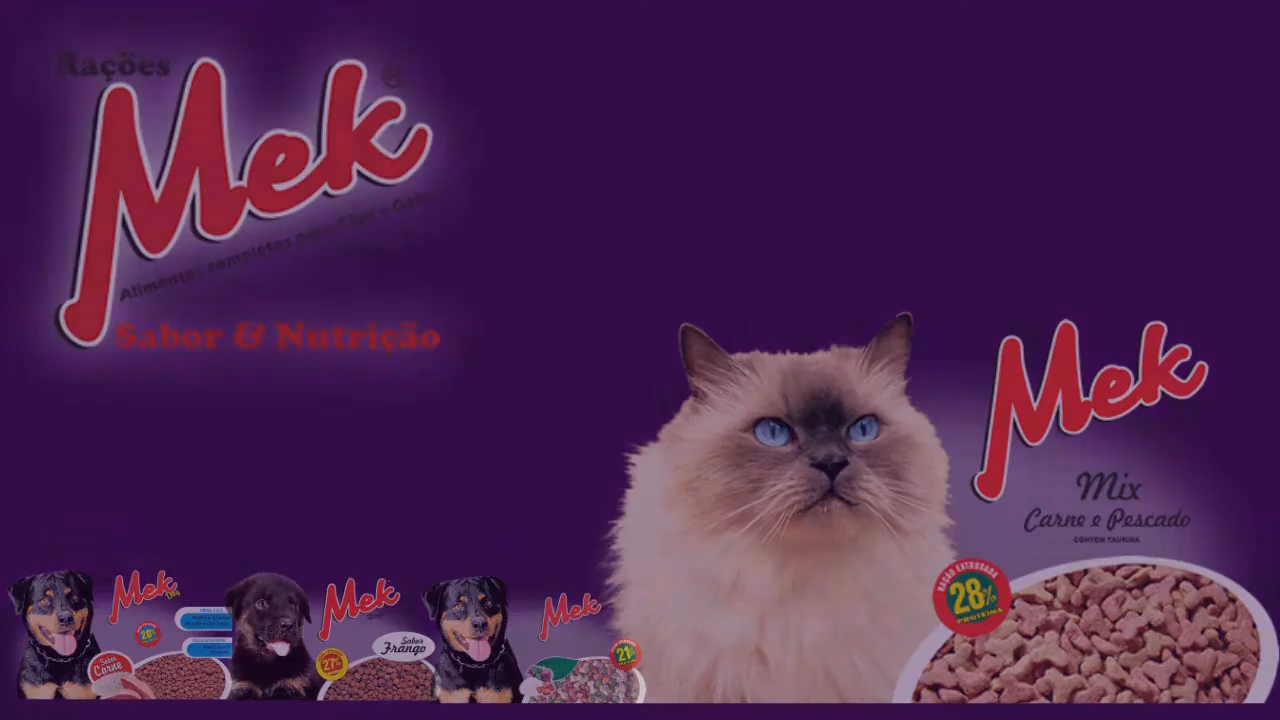 Rações
Mek®
Alimentos completos para Cães e Gatos
Sabor & Nutrição
Mek
Mix
Carne e Pescado
CONTÉM TAURINA
RAÇÃO EXTRUSADA
28%
PROTEÍNA
Mek
28%
Sabor
Carne
Mek
27%
Sabor
Frango
Mek
21%